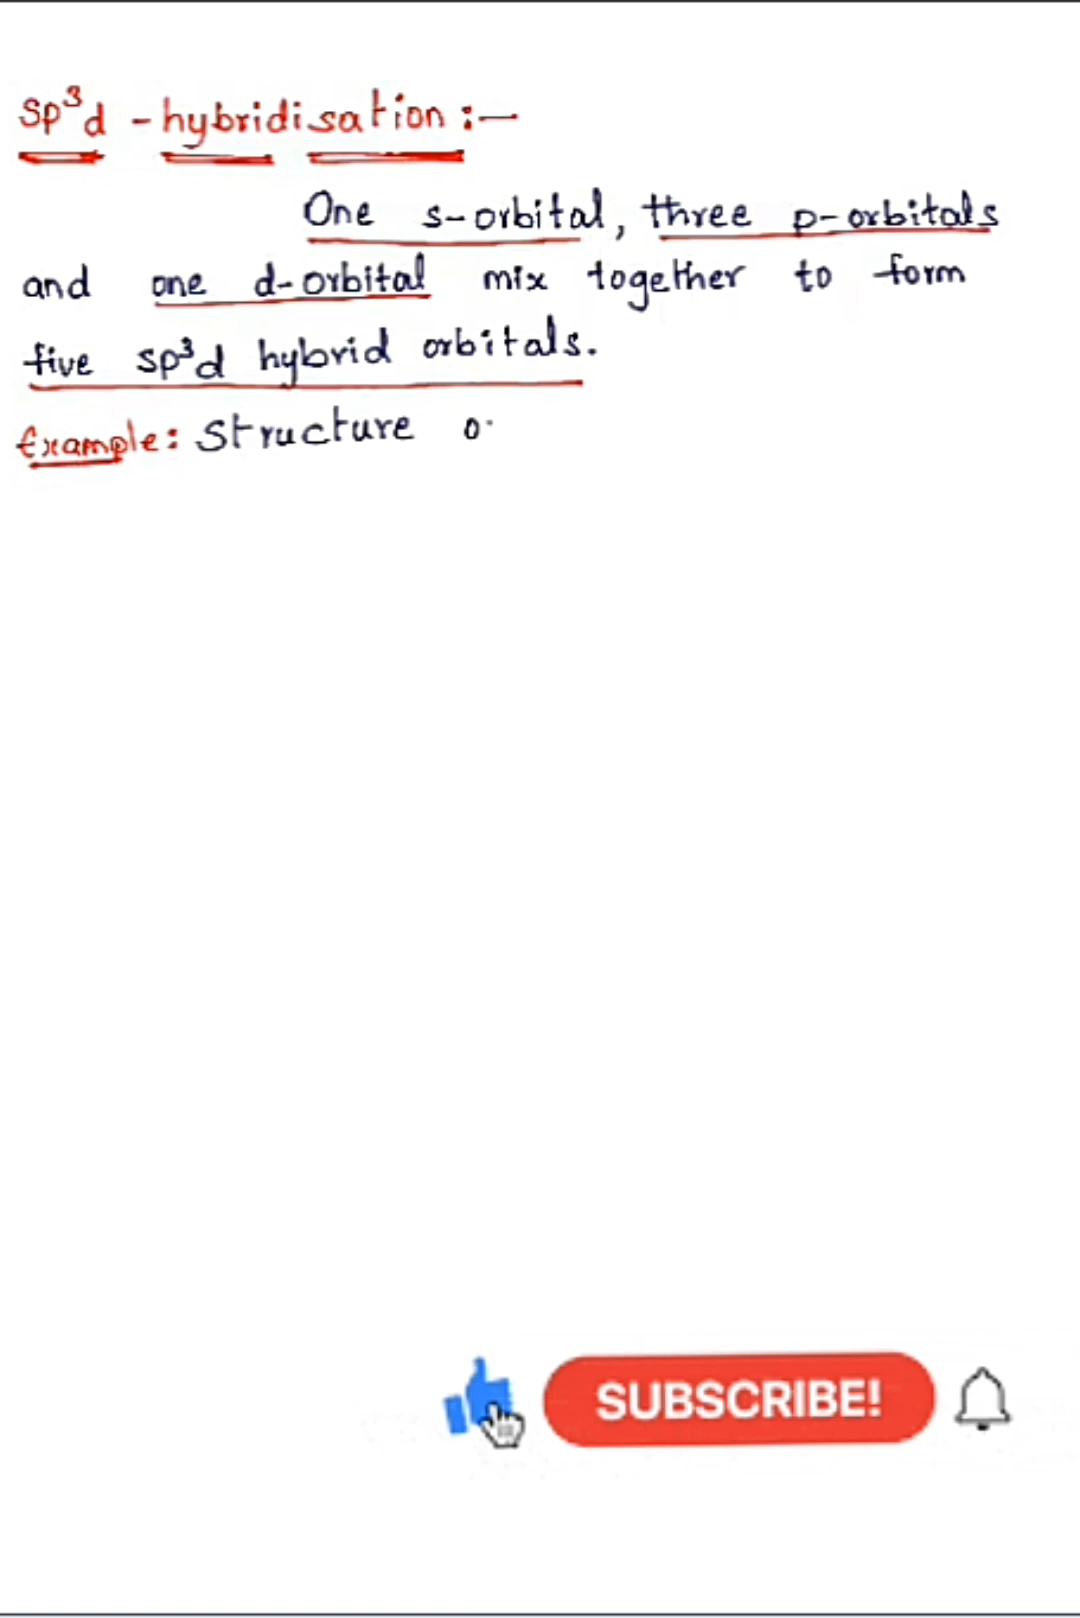 sp³d - hybridisation :-
One s-orbital, three p-orbitals
and one d-orbital mix together to form
five sp³d hybrid orbitals.
Example: Structure o
SUBSCRIBE!